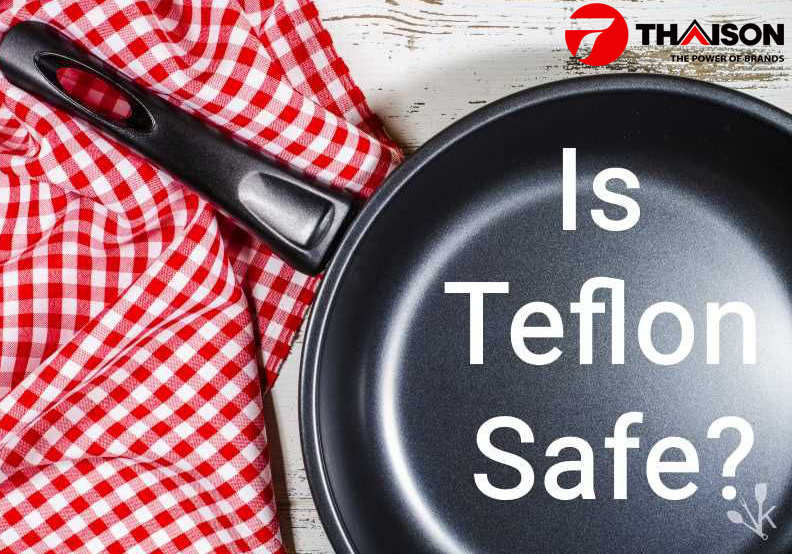 THAISON
THE POWER OF BRANDS
Is
Teflon
Safe?
K